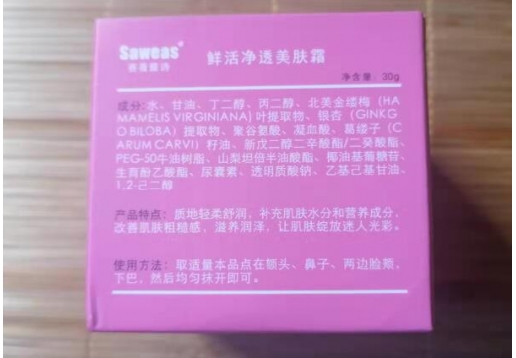 Saweas
鲜活净透美肤霜
净含量：30g
成分:水、甘油、丁二醇、丙二醇、北美金缕梅(HA
MAMELIS VIRGINIANA)叶提取物、银杏(GINKG
O BILOBA)提取物、聚谷氨酸、凝血酸、葛缕子(C
ARUM CARVI)籽油、新戊二醇二辛酸酯/二癸酸酯、
PEG-50牛油树脂、山梨坦倍半油酸酯、椰油基葡糖苷、
生育酚乙酸酯、尿囊素、透明质酸钠、乙基己基甘油、
1,2-己二醇
产品特点：质地轻柔舒润，补充肌肤水分和营养成分，
改善肌肤粗糙感，滋养润泽，让肌肤绽放迷人光彩。
使用方法：取适量本品点在额头、鼻子、两边脸颊，
下巴，然后均匀抹开即可。